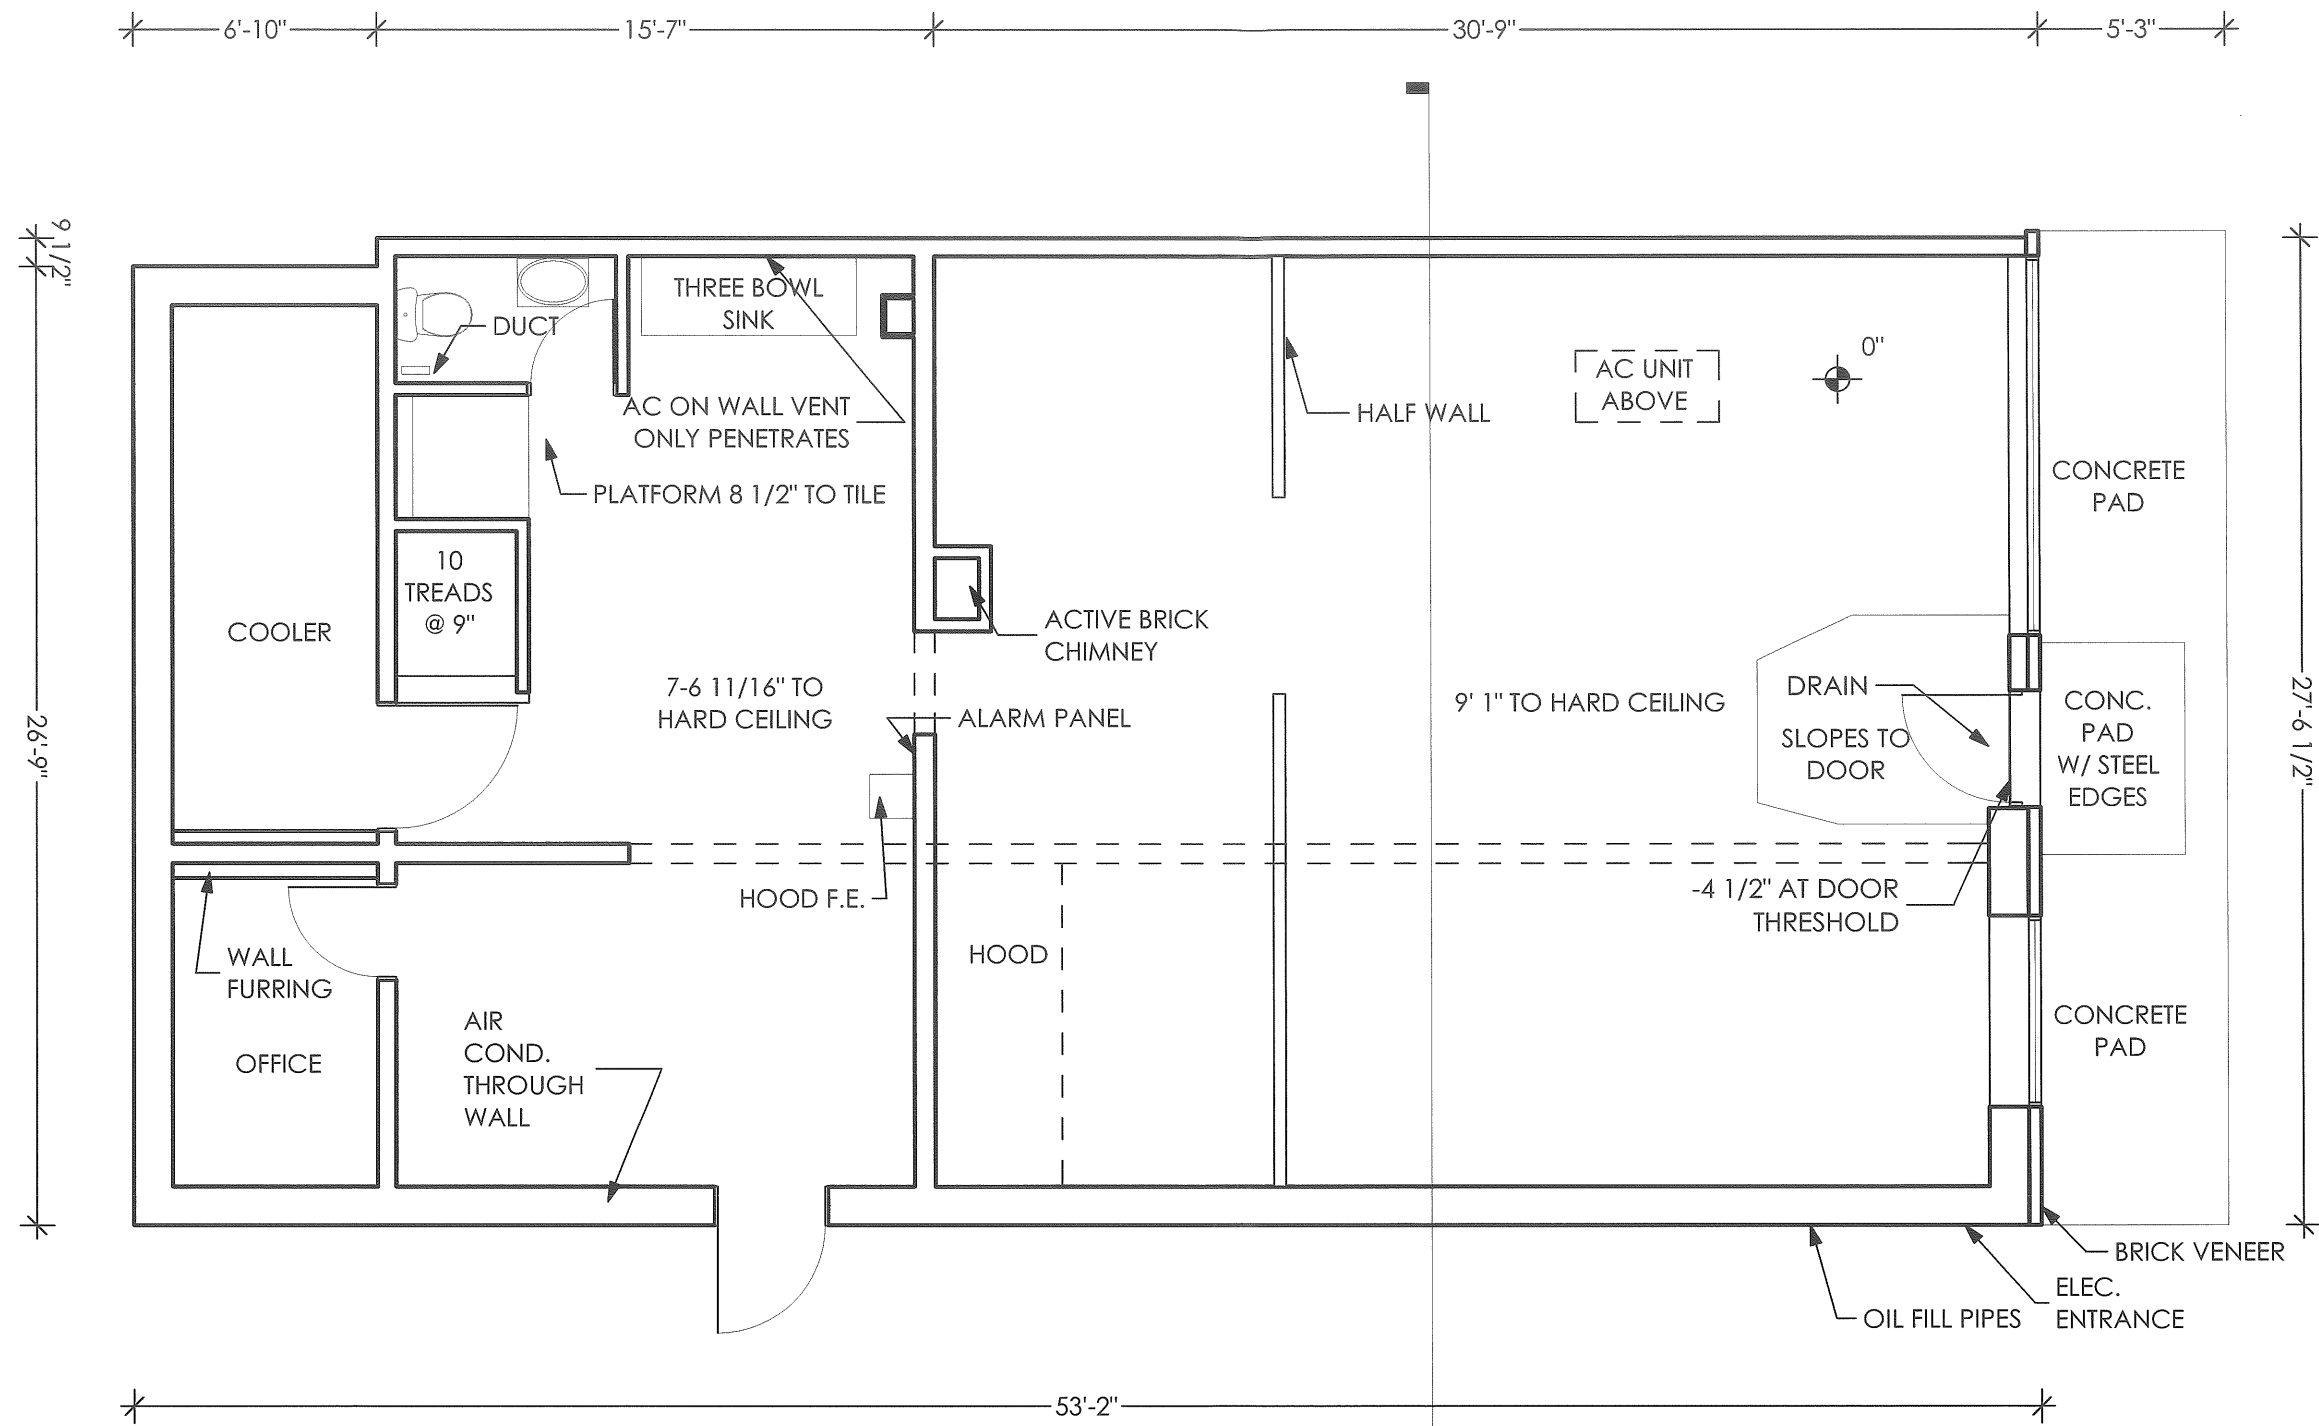 6'-10"
15'-7"
30'-9"
5'-3"
9 1/2"
THREE BOWL
SINK
DUCT
0"
AC UNIT
ABOVE
AC ON WALL VENT
ONLY PENETRATES
HALF WALL
CONCRETE
PAD
PLATFORM 8 1/2" TO TILE
10
TREADS
@ 9"
COOLER
ACTIVE BRICK
CHIMNEY
7-6 11/16" TO
HARD CEILING
ALARM PANEL
9' 1" TO HARD CEILING
DRAIN
SLOPES TO
DOOR
CONC.
PAD
W/ STEEL
EDGES
26'-9"
27'-6 1/2"
HOOD F.E.
-4 1/2" AT DOOR
THRESHOLD
WALL
FURRING
HOOD
AIR
COND.
THROUGH
WALL
OFFICE
CONCRETE
PAD
BRICK VENEER
ELEC.
ENTRANCE
OIL FILL PIPES
53'-2"